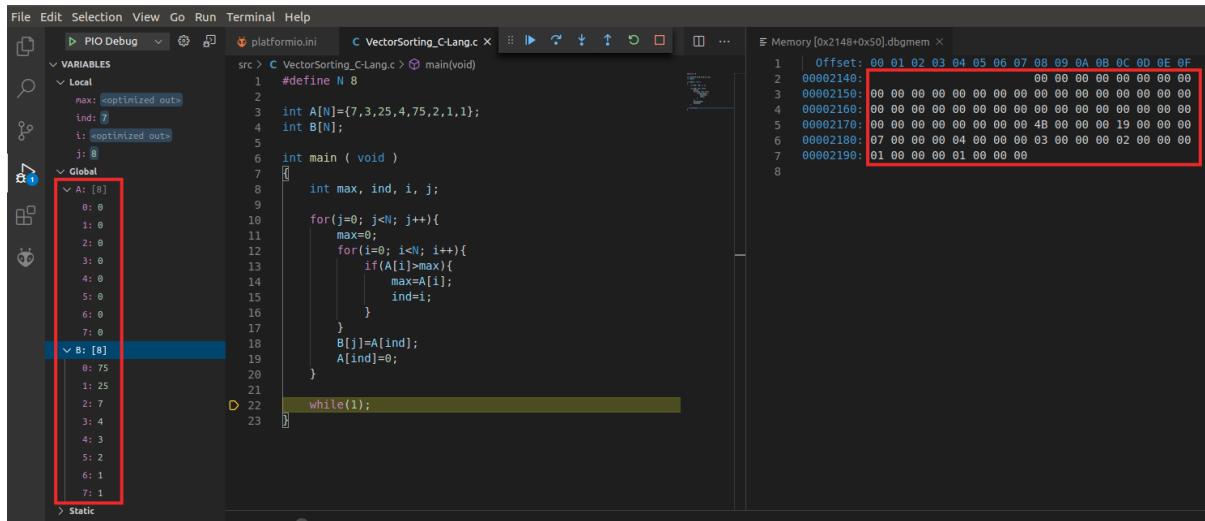 File Edit Selection View Go Run Terminal Help
PIO Debug
platformio.ini
C VectorSorting_C-Lang.c ×
Memory [0x2148+0x50].dbgmem ×
VARIABLES
Local
max: <optimized out>
ind: 7
i: <optimized out>
j: 8
Global
A: [8]
0: 0
1: 0
2: 0
3: 0
4: 0
5: 0
6: 0
7: 0
B: [8]
0: 75
1: 25
2: 7
3: 4
4: 3
5: 2
6: 1
7: 1
Static
1
src > C VectorSorting_C-Lang.c > main(void)
1 #define N 8
2
3 int A[N]={7,3,25,4,75,2,1,1};
4 int B[N];
5
6 int main ( void )
7 {
8 int max, ind, i, j;
9
10 for(j=0; j<N; j++){
11 max=0;
12 for(i=0; i<N; i++){
13 if(A[i]>max){
14 max=A[i];
15 ind=i;
16 }
17 }
18 B[j]=A[ind];
19 A[ind]=0;
20 }
21
22 while(1);
23 }
1 Offset: 00 01 02 03 04 05 06 07 08 09 0A 0B 0C 0D 0E 0F
2 00002140: 00 00 00 00 00 00 00 00
3 00002150: 00 00 00 00 00 00 00 00 00 00 00 00 00 00 00 00
4 00002160: 00 00 00 00 00 00 00 00 00 00 00 00 00 00 00 00
5 00002170: 00 00 00 00 00 00 00 00 4B 00 00 00 19 00 00 00
6 00002180: 07 00 00 00 04 00 00 00 03 00 00 00 02 00 00 00
7 00002190: 01 00 00 00 01 00 00 00
8